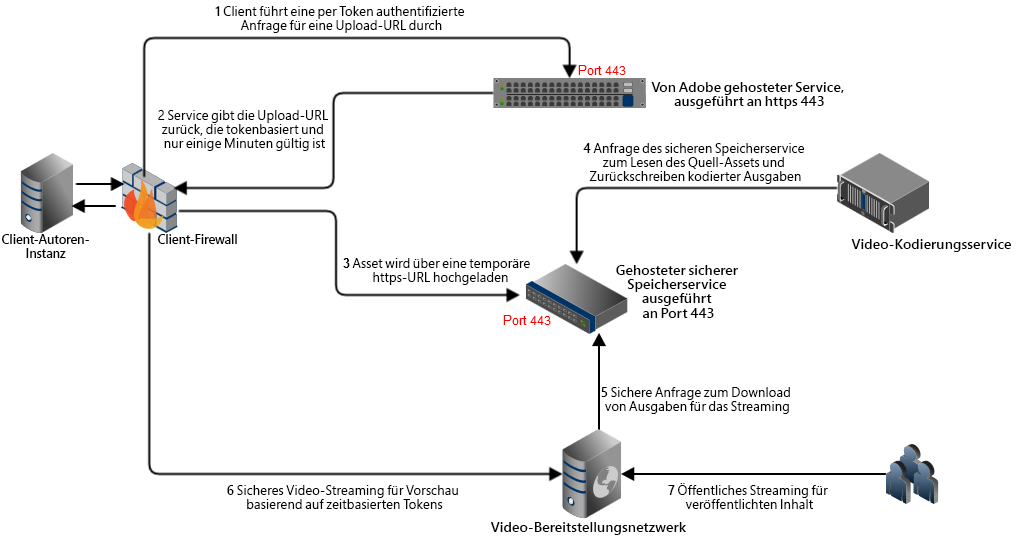 1 Client führt eine per Token authentifizierte
Anfrage für eine Upload-URL durch
Port 443
Von Adobe gehosteter Service,
ausgeführt an https 443
2 Service gibt die Upload-URL
zurück, die tokenbasiert und
nur einige Minuten gültig ist
4 Anfrage des sicheren Speicherservice
zum Lesen des Quell-Assets und
Zurückschreiben kodierter Ausgaben
Client-Autoren-
Instanz
Client-Firewall
Video-Kodierungsservice
3 Asset wird über eine temporäre
https-URL hochgeladen
Gehosteter sicherer
Speicherservice
ausgeführt
an Port 443
Port 443
5 Sichere Anfrage zum Download
von Ausgaben für das Streaming
6 Sicheres Video-Streaming für Vorschau
basierend auf zeitbasierten Tokens
7 Öffentliches Streaming für
veröffentlichten Inhalt
Video-Bereitstellungsnetzwerk